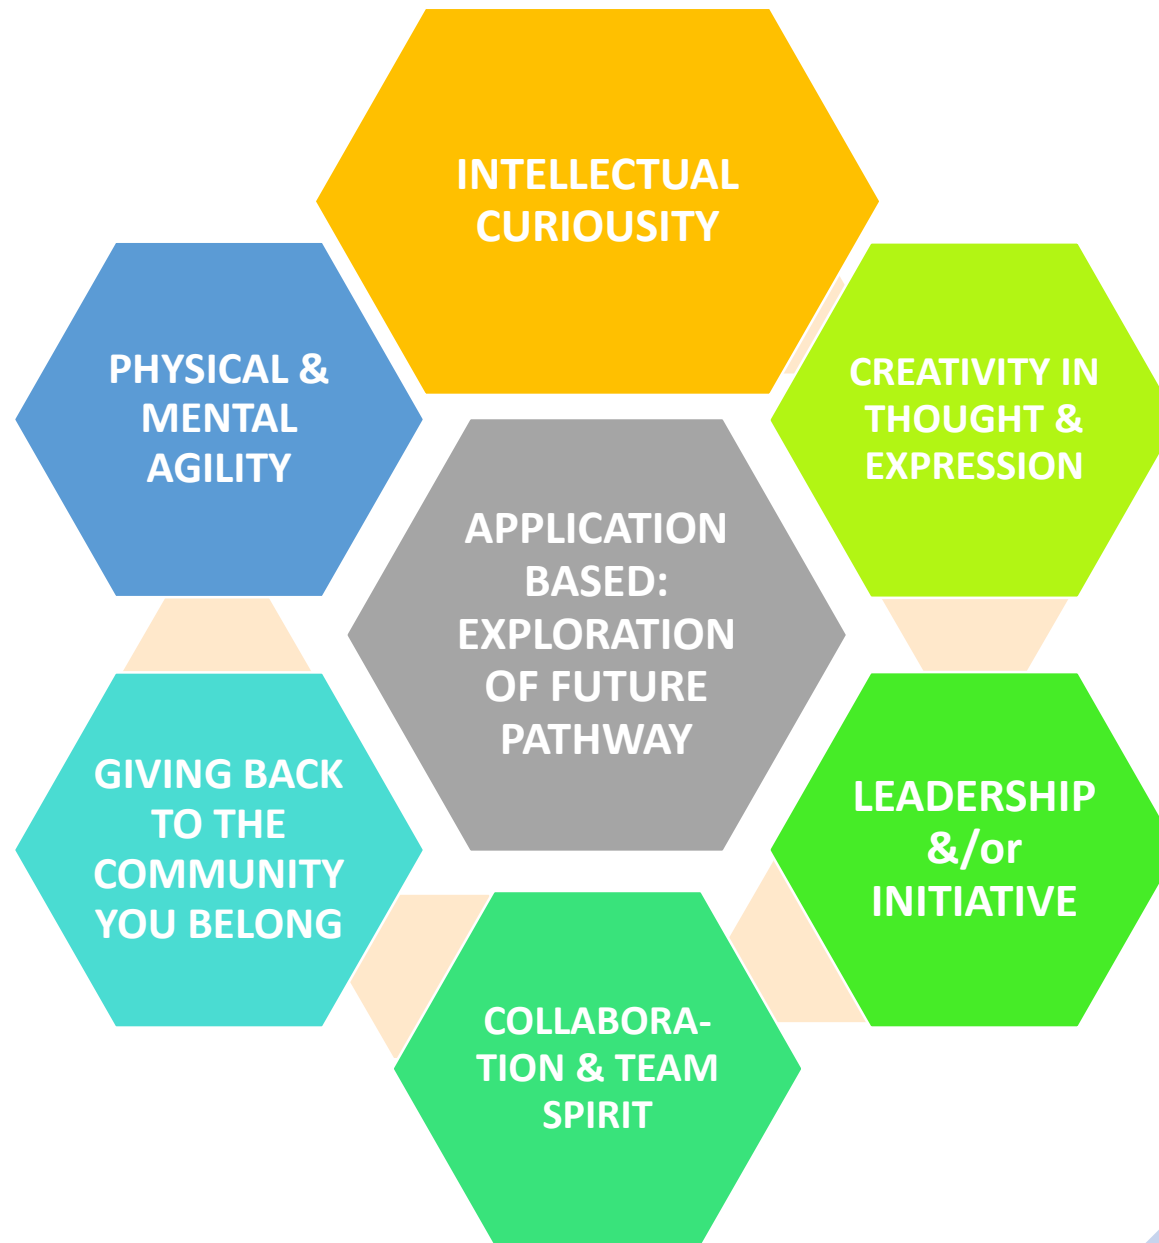 INTELLECTUAL
CURIOUSITY
PHYSICAL &
MENTAL
AGILITY
CREATIVITY IN
THOUGHT &
EXPRESSION
APPLICATION
BASED:
EXPLORATION
OF FUTURE
PATHWAY
GIVING BACK
TO THE
COMMUNITY
YOU BELONG
LEADERSHIP
&/or
INITIATIVE
COLLABORA-
TION & TEAM
SPIRIT